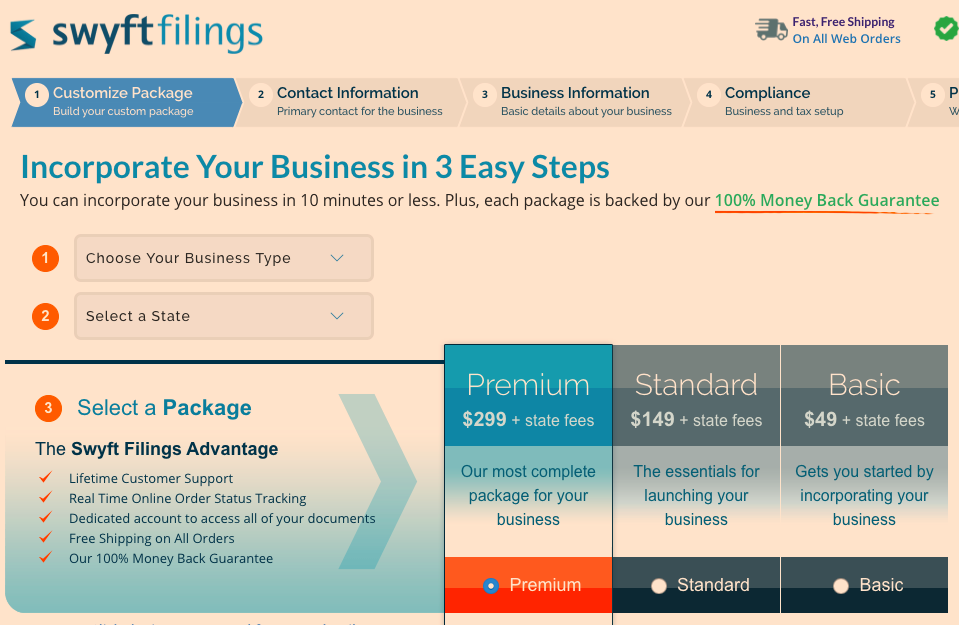 swyftfilings
Fast, Free Shipping
On All Web Orders
1 Customize Package
Build your custom package
2 Contact Information
Primary contact for the business
3 Business Information
Basic details about your business
4 Compliance
Business and tax setup
5
Incorporate Your Business in 3 Easy Steps
You can incorporate your business in 10 minutes or less. Plus, each package is backed by our 100% Money Back Guarantee
1 Choose Your Business Type
2 Select a State
3 Select a Package
The Swyft Filings Advantage
Lifetime Customer Support
Real Time Online Order Status Tracking
Dedicated account to access all of your documents
Free Shipping on All Orders
Our 100% Money Back Guarantee
Premium
$299 + state fees
Our most complete
package for your
business
Premium
Standard
$149 + state fees
The essentials for
launching your
business
Standard
Basic
$49 + state fees
Gets you started by
incorporating your
business
Basic